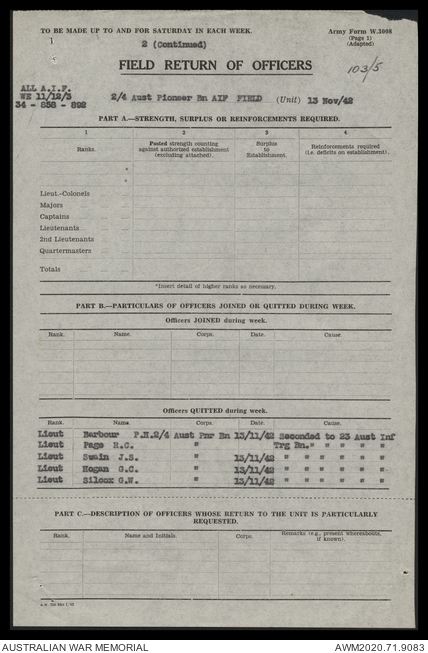 TO BE MADE UP TO AND FOR SATURDAY IN EACH WEEK.
Army Form W.3008
(Page 1)
(Adapted)
1
2 (Continued)
FIELD RETURN OF OFFICERS
103/5
ALL A.I.F.
WE 11/12/3
34 - 858 - 892
2/4 Aust Pioneer Bn AIF FIELD (Unit) 13 Nov/42
PART A.—STRENGTH, SURPLUS OR REINFORCEMENTS REQUIRED.
1 2 3 4
Ranks. Posted strength counting against authorized establishment (excluding attached). Surplus to Establishment. Reinforcements required (i.e. deficits on establishment).
*
*
Lieut.-Colonels
Majors
Captains
Lieutenants
2nd Lieutenants
Quartermasters
Totals
*Insert detail of higher ranks as necessary.
PART B.—PARTICULARS OF OFFICERS JOINED OR QUITTED DURING WEEK.
Officers JOINED during week.
Rank. Name. Corps. Date. Cause.
Officers QUITTED during week.
Rank. Name. Corps. Date. Cause.
Lieut Barbour P.H. 2/4 Aust Pnr Bn 13/11/42 Seconded to 23 Aust Inf
Lieut Page R.C. " Trg Bn. " " " " "
Lieut Swain J.S. " 13/11/42 " " " " " "
Lieut Hogan G.C. " 13/11/42 " " " " " "
Lieut Silcox G.W. " 13/11/42 " " " " " "
PART C.—DESCRIPTION OF OFFICERS WHOSE RETURN TO THE UNIT IS PARTICULARLY
REQUESTED.
Rank. Name and Initials. Corps. Remarks (e.g., present whereabouts, if known).
AUSTRALIAN WAR MEMORIAL
AWM2020.71.9083